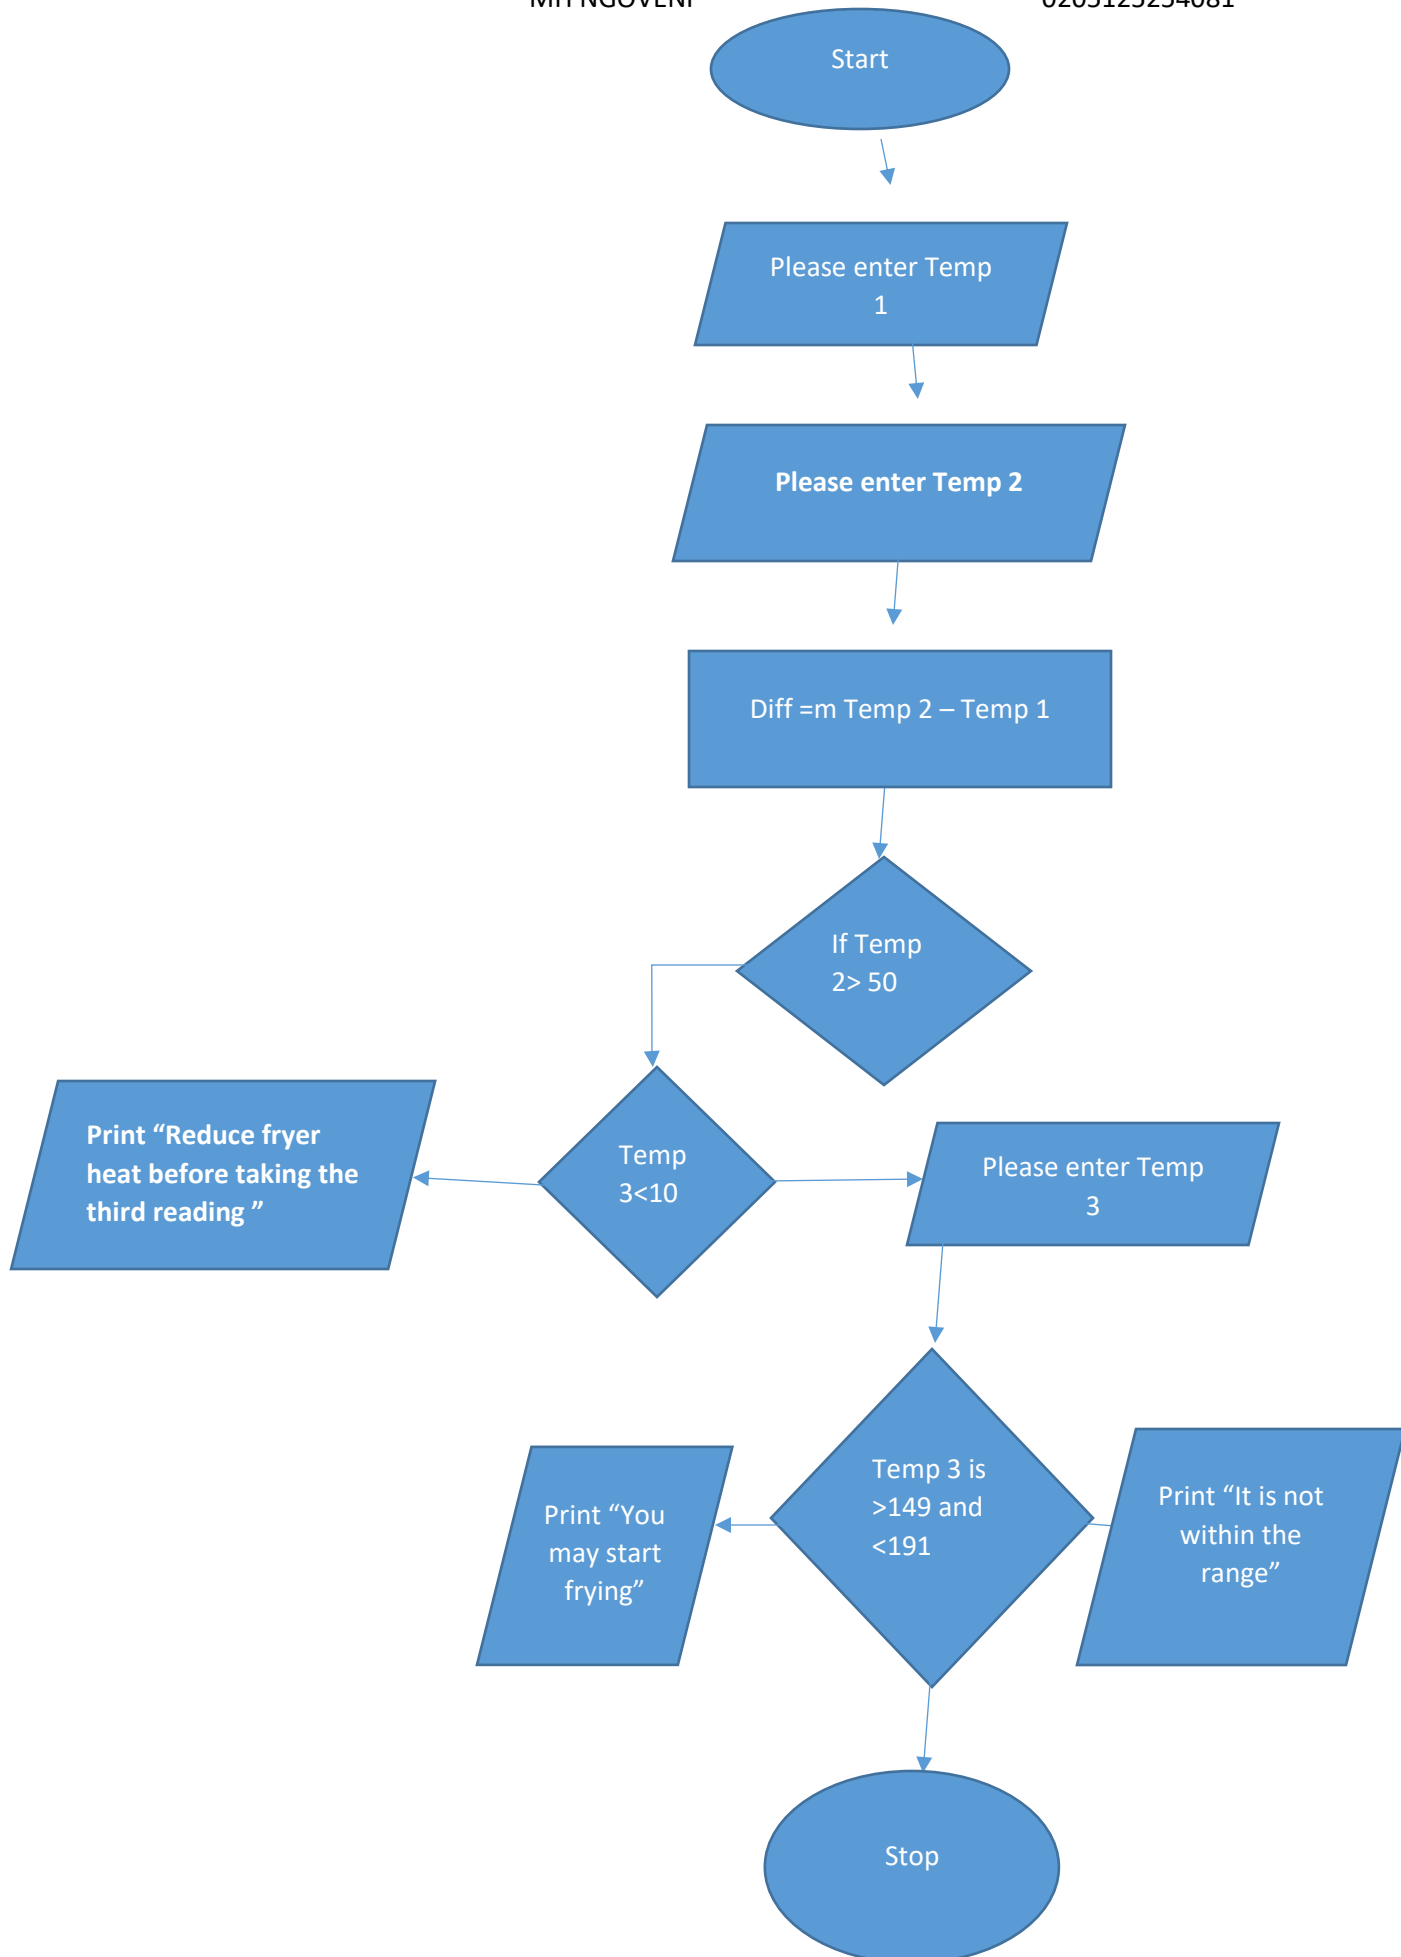 Start
Please enter Temp
1
Please enter Temp 2
Diff =m Temp 2 – Temp 1
If Temp
2> 50
Print “Reduce fryer
heat before taking the
third reading ”
Temp
3<10
Please enter Temp
3
Temp 3 is
>149 and
<191
Print “You
may start
frying”
Print “It is not
within the
range”
Stop